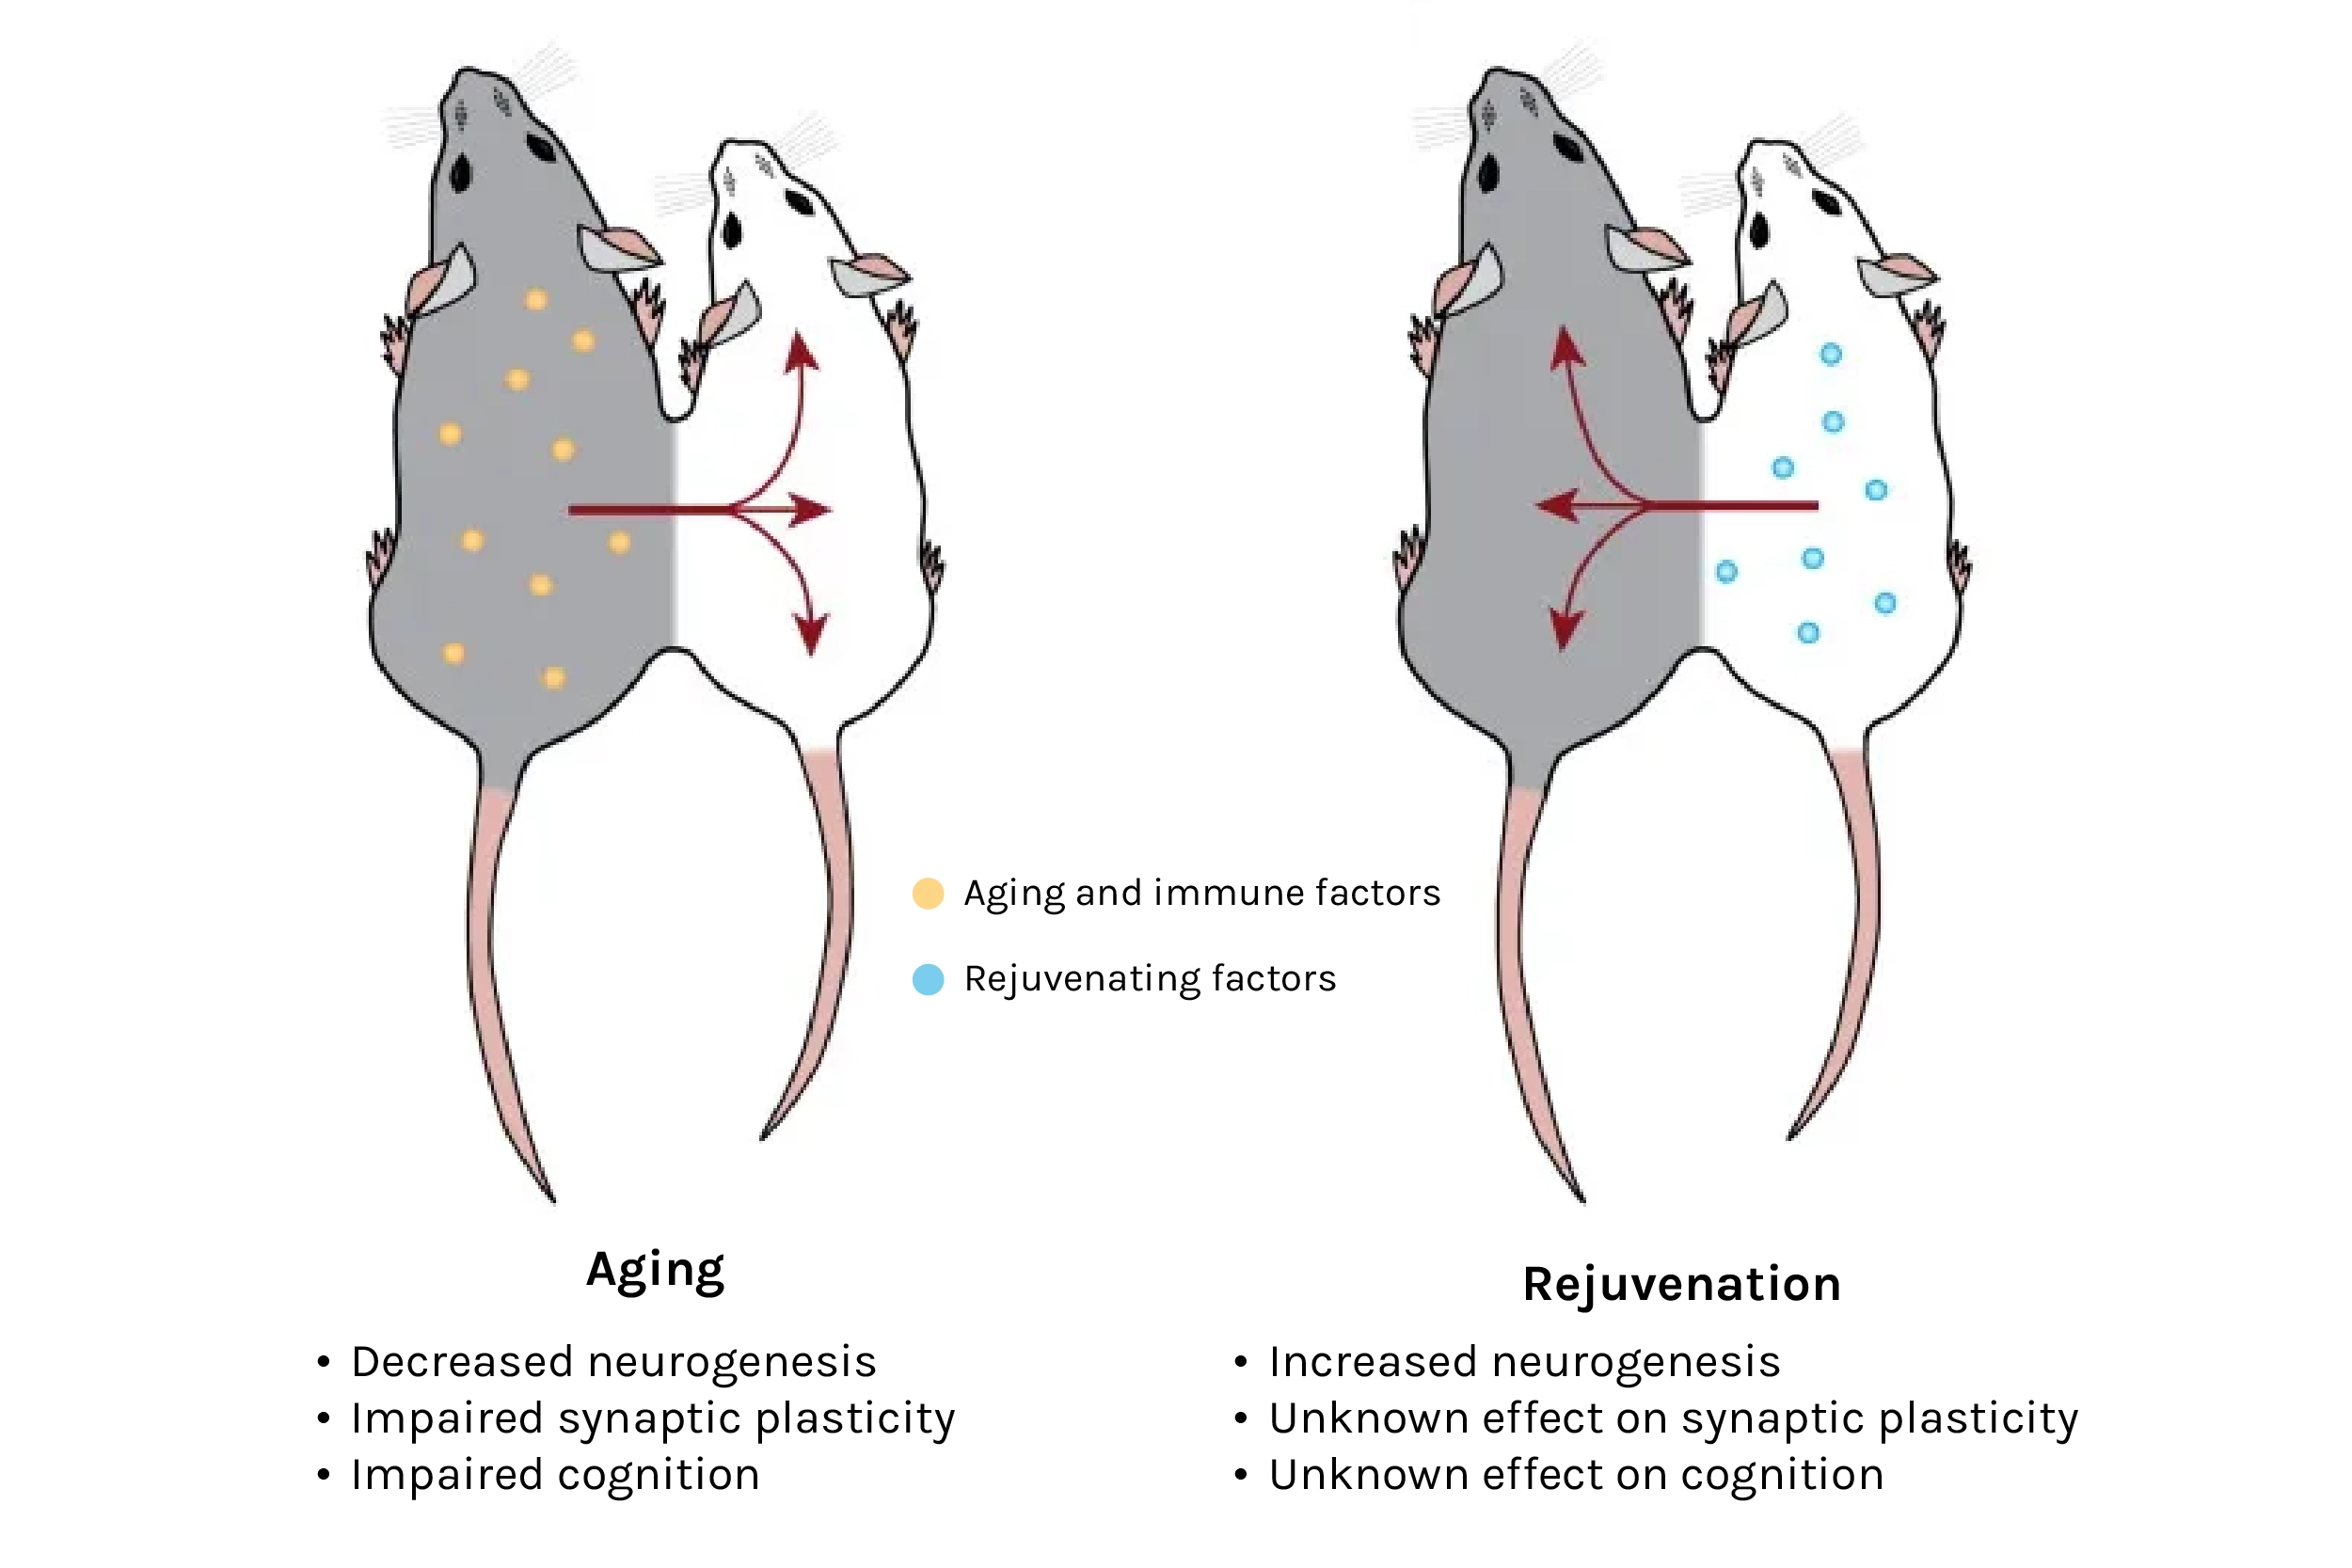 Aging and immune factors
Rejuvenating factors
Aging
• Decreased neurogenesis
• Impaired synaptic plasticity
• Impaired cognition
Rejuvenation
• Increased neurogenesis
• Unknown effect on synaptic plasticity
• Unknown effect on cognition